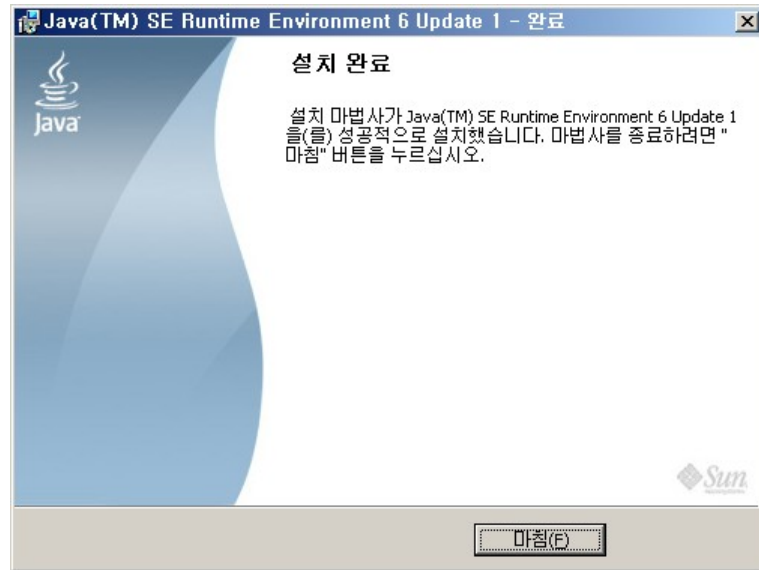 Java(TM) SE Runtime Environment 6 Update 1 - 완료
Java
설치 완료
설치 마법사가 Java(TM) SE Runtime Environment 6 Update 1
을(를) 성공적으로 설치했습니다. 마법사를 종료하려면 "
마침" 버튼을 누르십시오.
Sun
마침(F)